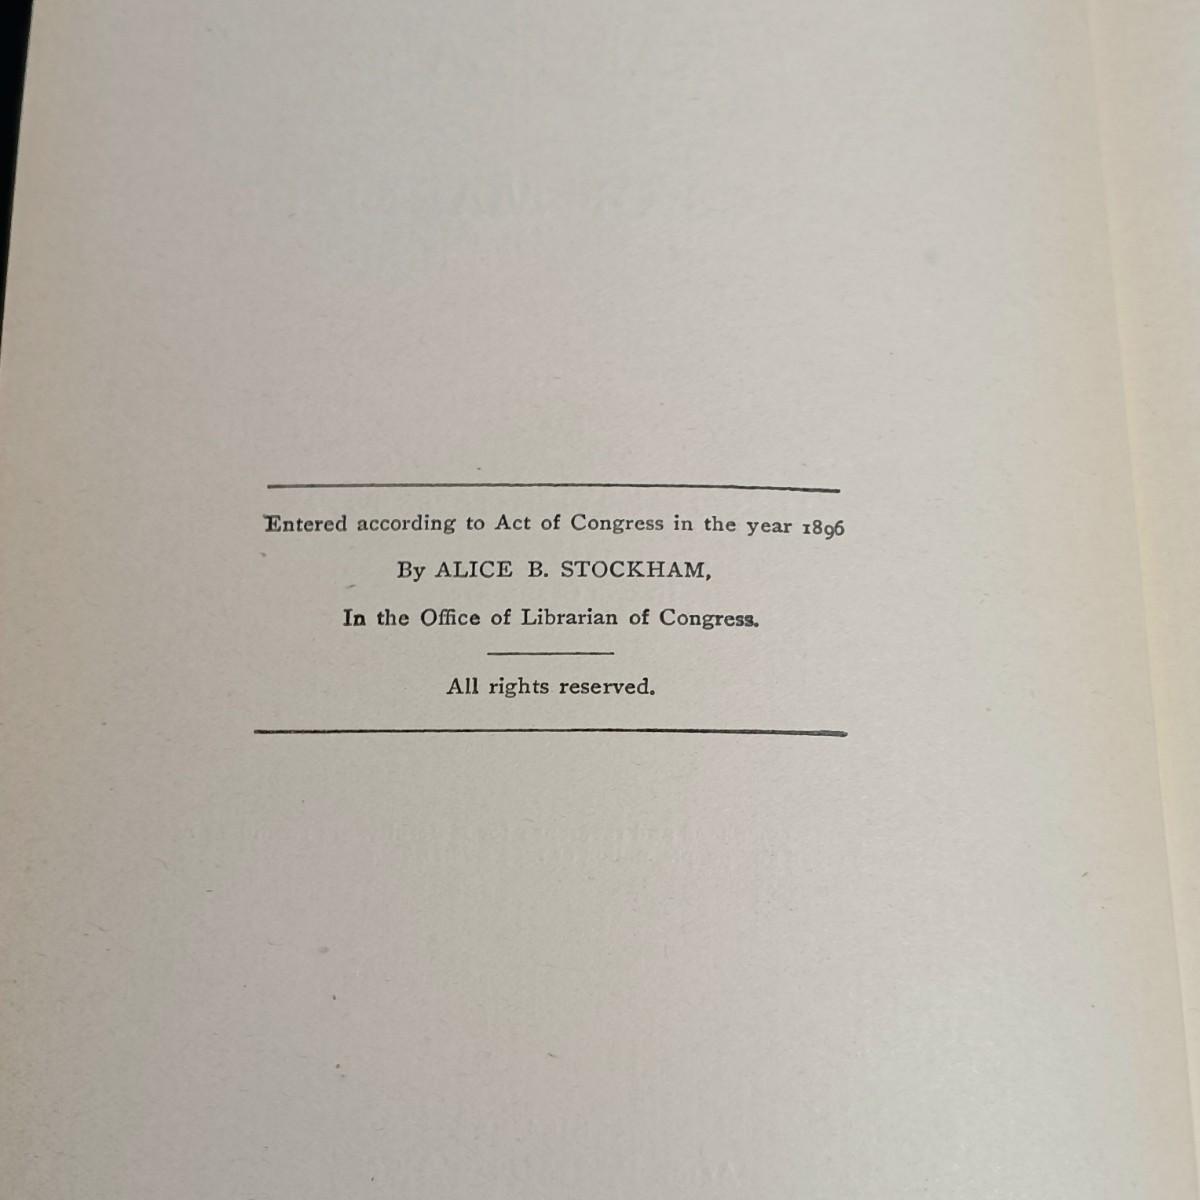 Entered according to Act of Congress in the year 1896
By ALICE B. STOCKHAM,
In the Office of Librarian of Congress.
All rights reserved.